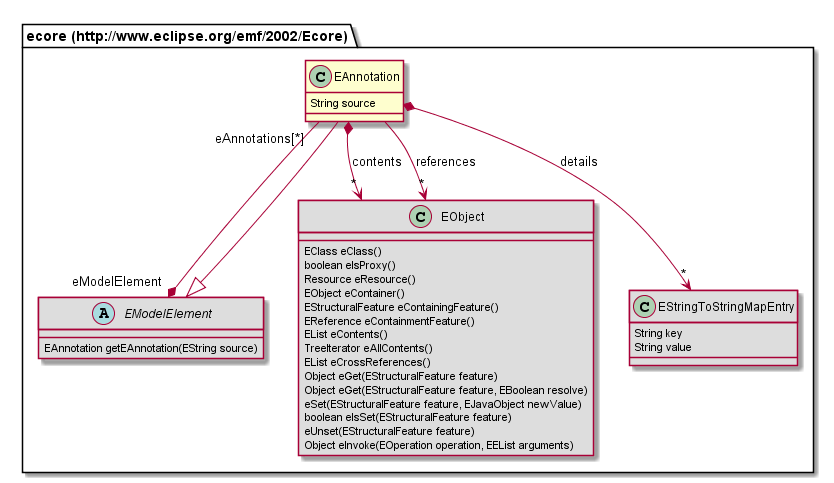 ecore (http://www.eclipse.org/emf/2002/Ecore)
C EAnnotation
String source
eAnnotations[*]
contents
references
details
*
*
*
eModelElement
A EModelElement
EAnnotation getEAnnotation(EString source)
C EObject
EClass eClass()
boolean eIsProxy()
Resource eResource()
EObject eContainer()
EStructuralFeature eContainingFeature()
EReference eContainmentFeature()
EList eContents()
TreeIterator eAllContents()
EList eCrossReferences()
Object eGet(EStructuralFeature feature)
Object eGet(EStructuralFeature feature, EBoolean resolve)
eSet(EStructuralFeature feature, EJavaObject newValue)
boolean eIsSet(EStructuralFeature feature)
eUnset(EStructuralFeature feature)
Object eInvoke(EOperation operation, EEList arguments)
C EStringToStringMapEntry
String key
String value